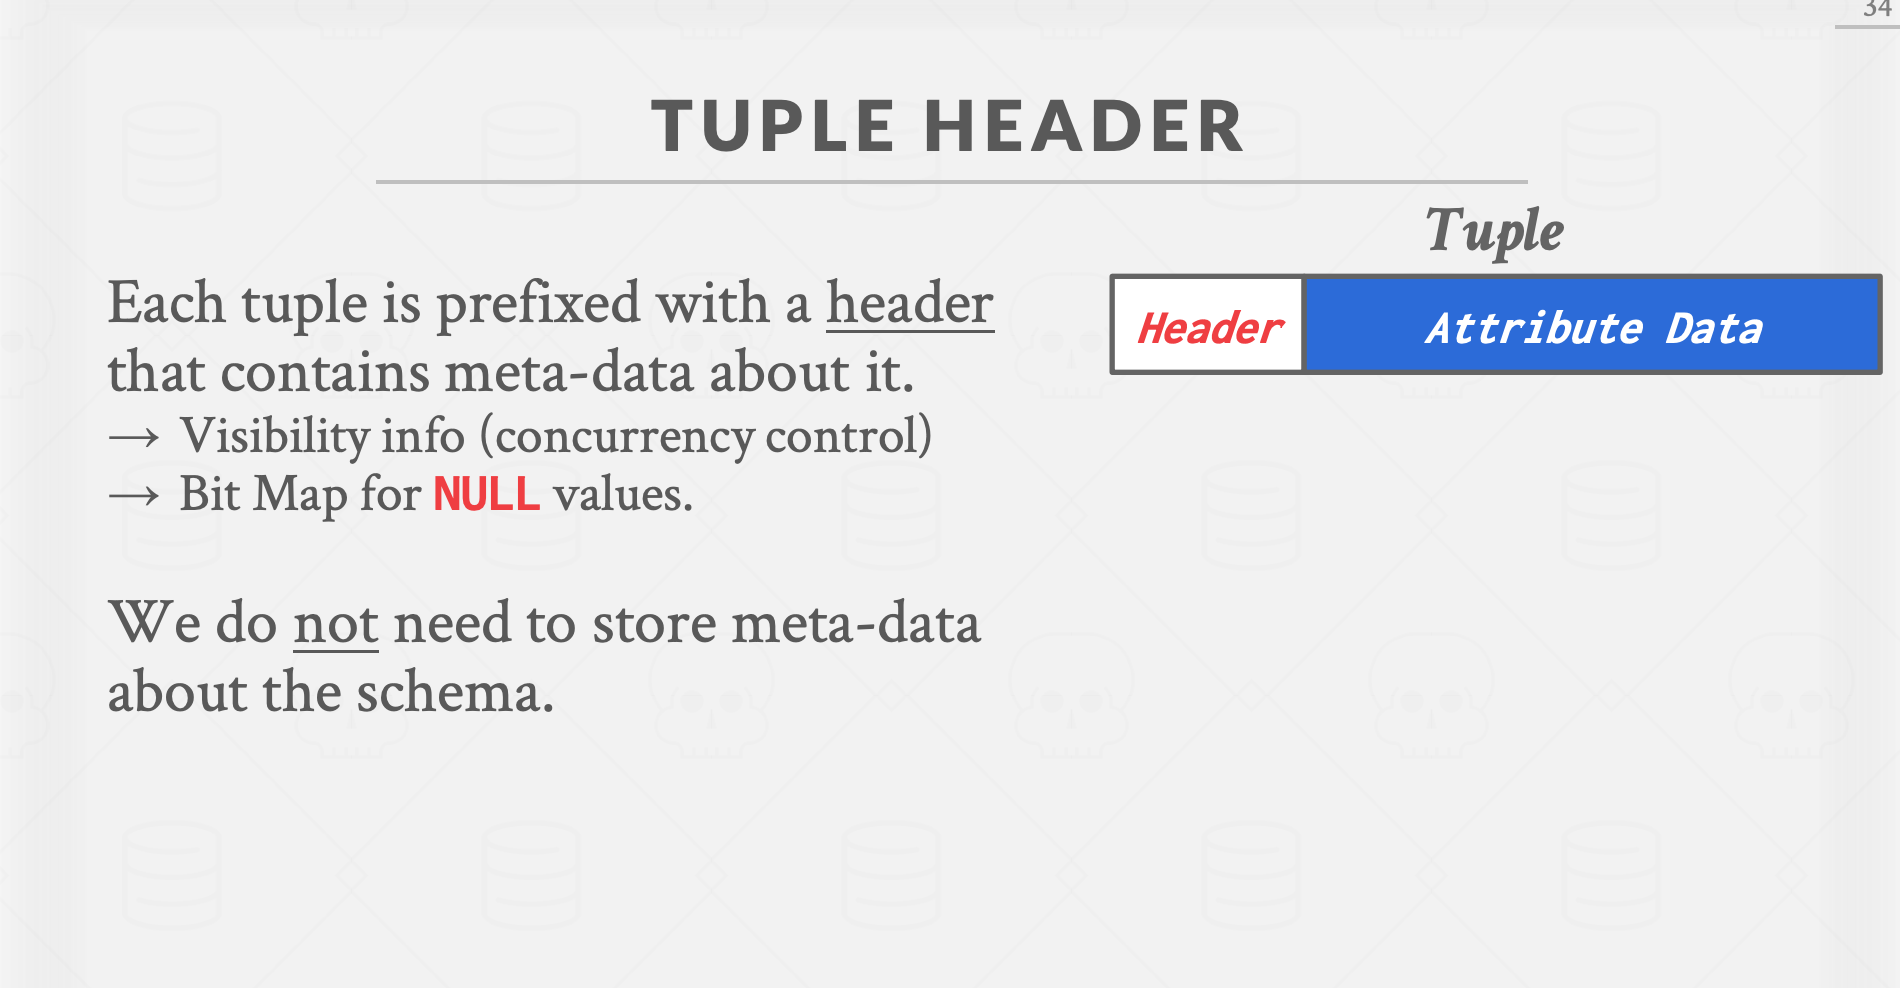 34
TUPLE HEADER
Each tuple is prefixed with a header
that contains meta-data about it.
→ Visibility info (concurrency control)
→ Bit Map for NULL values.
We do not need to store meta-data
about the schema.
Tuple
Header Attribute Data